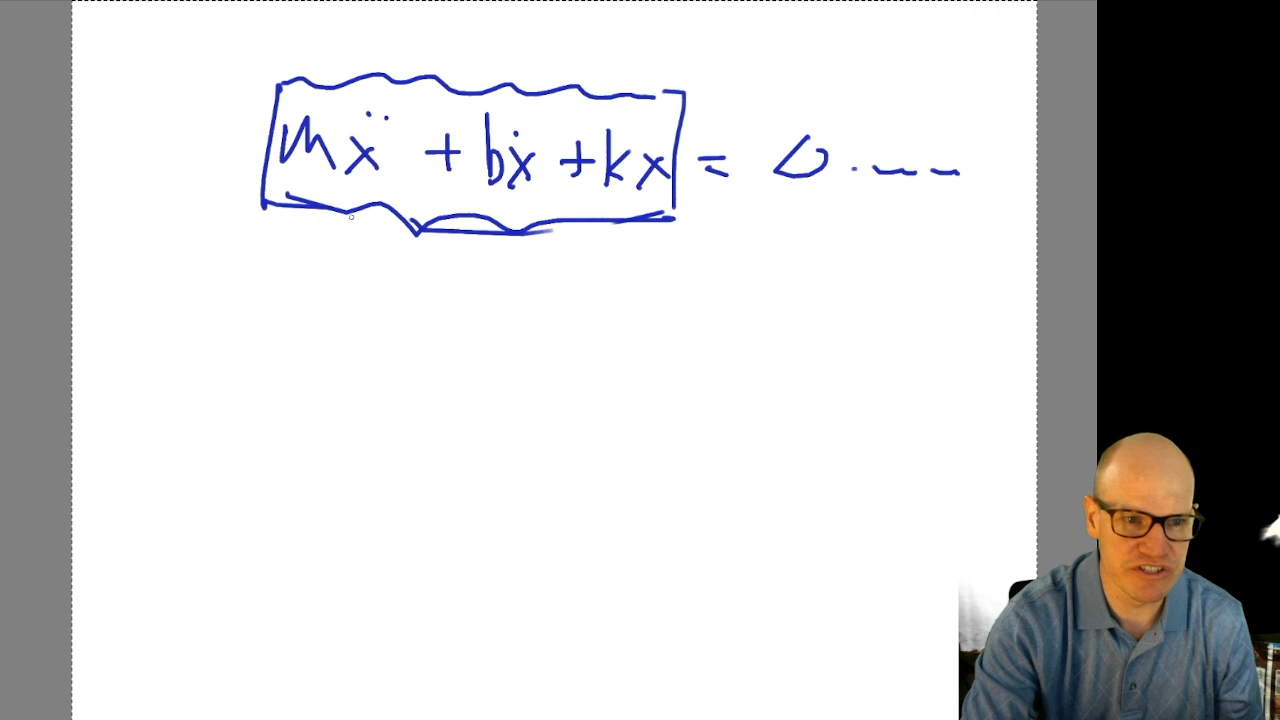 mẍ + bẋ + kx = 0 . – –